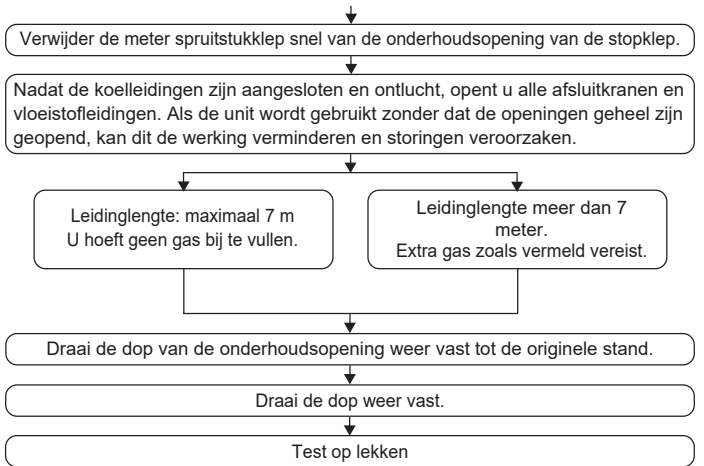 Verwijder de meter spruitstukklep snel van de onderhoudsopening van de stopklep.
Nadat de koelleidingen zijn aangesloten en ontlucht, opent u alle afsluitkranen en
vloeistofleidingen. Als de unit wordt gebruikt zonder dat de openingen geheel zijn
geopend, kan dit de werking verminderen en storingen veroorzaken.
Leidinglengte: maximaal 7 m
U hoeft geen gas bij te vullen.
Leidinglengte meer dan 7
meter.
Extra gas zoals vermeld vereist.
Draai de dop van de onderhoudsopening weer vast tot de originele stand.
Draai de dop weer vast.
Test op lekken